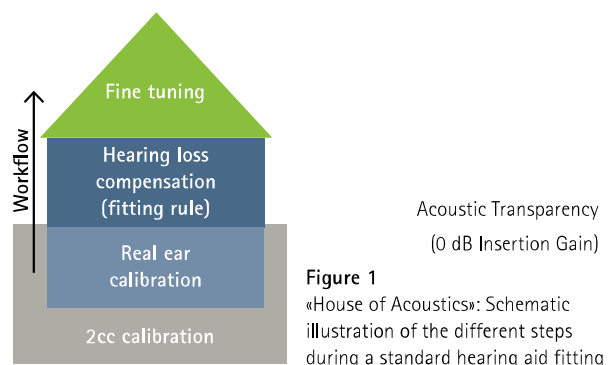 Fine tuning
Workflow
Hearing loss
compensation
(fitting rule)
Real ear
calibration
2cc calibration
Acoustic Transparency
(0 dB Insertion Gain)
Figure 1
«House of Acoustics»: Schematic
illustration of the different steps
during a standard hearing aid fitting